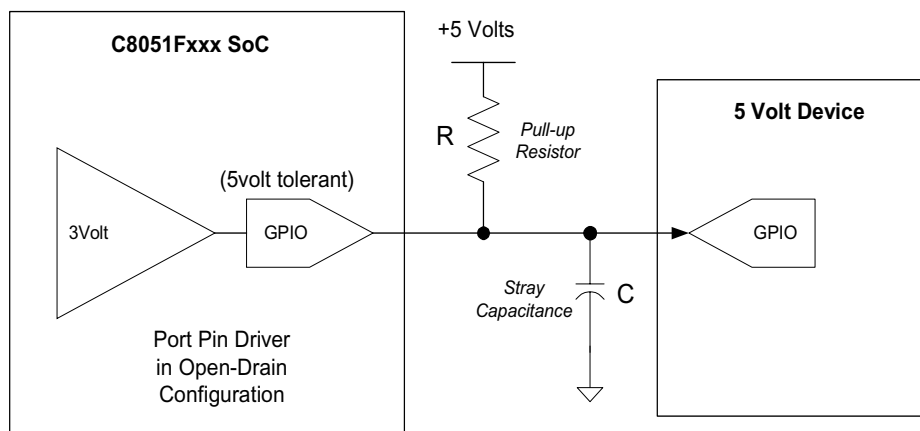 C8051Fxxx SoC
+5 Volts
5 Volt Device
R
Pull-up
Resistor
(5volt tolerant)
3Volt
GPIO
GPIO
Stray
Capacitance
C
Port Pin Driver
in Open-Drain
Configuration